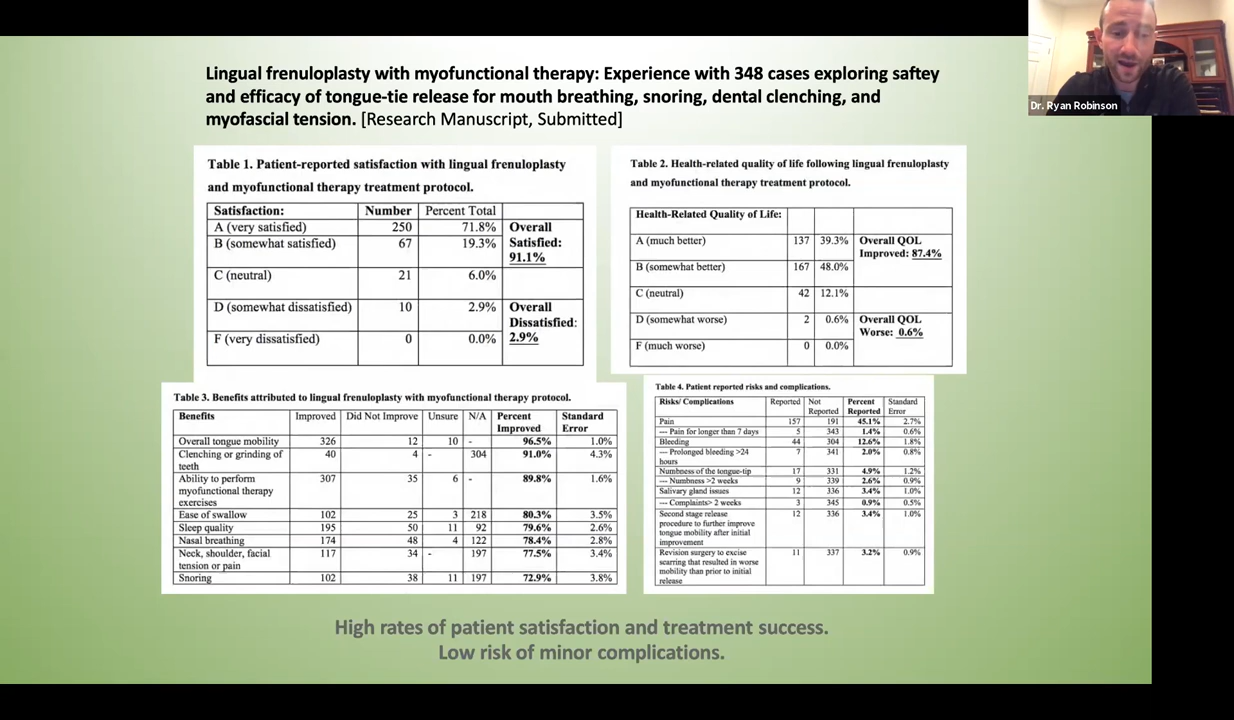 Lingual frenuloplasty with myofunctional therapy: Experience with 348 cases exploring saftey
and efficacy of tongue-tie release for mouth breathing, snoring, dental clenching, and
myofascial tension. [Research Manuscript, Submitted]
Dr. Ryan Robinson
Table 1. Patient-reported satisfaction with lingual frenuloplasty
and myofunctional therapy treatment protocol.
Satisfaction: Number Percent Total
A (very satisfied) 250 71.8% Overall
B (somewhat satisfied) 67 19.3% Satisfied:
91.1%
C (neutral) 21 6.0%
D (somewhat dissatisfied) 10 2.9% Overall
Dissatisfied:
F (very dissatisfied) 0 0.0% 2.9%
Table 2. Health-related quality of life following lingual frenuloplasty
and myofunctional therapy treatment protocol.
Health-Related Quality of Life:
A (much better) 137 39.3% Overall QOL
Improved: 87.4%
B (somewhat better) 167 48.0%
C (neutral) 42 12.1%
D (somewhat worse) 2 0.6% Overall QOL
Worse: 0.6%
F (much worse) 0 0.0%
Table 3. Benefits attributed to lingual frenuloplasty with myofunctional therapy protocol.
Benefits Improved Did Not Improve Unsure N/A Percent Standard
Improved Error
Overall tongue mobility 326 12 10 - 96.5% 1.0%
Clenching or grinding of 40 4 - 304 91.0% 4.3%
teeth
Ability to perform 307 35 6 - 89.8% 1.6%
myofunctional therapy
exercises
Ease of swallow 102 25 3 218 80.3% 3.5%
Sleep quality 195 50 11 92 79.6% 2.6%
Nasal breathing 174 48 4 122 78.4% 2.8%
Neck, shoulder, facial 117 34 - 197 77.5% 3.4%
tension or pain
Snoring 102 38 11 197 72.9% 3.8%
Table 4. Patient reported risks and complications.
Risks/ Complications Reported Not Percent Standard
Reported Reported Error
Pain 157 191 45.1% 2.7%
--- Pain for longer than 7 days 5 343 1.4% 0.6%
Bleeding 44 304 12.6% 1.8%
--- Prolonged bleeding >24 7 341 2.0% 0.8%
hours
Numbness of the tongue-tip 17 331 4.9% 1.2%
--- Numbness >2 weeks 9 339 2.6% 0.9%
Salivary gland issues 12 336 3.4% 1.0%
--- Complaints> 2 weeks 3 345 0.9% 0.5%
Second stage release 12 336 3.4% 1.0%
procedure to further improve
tongue mobility after initial
improvement
Revision surgery to excise 11 337 3.2% 0.9%
scarring that resulted in worse
mobility than prior to initial
release
High rates of patient satisfaction and treatment success.
Low risk of minor complications.